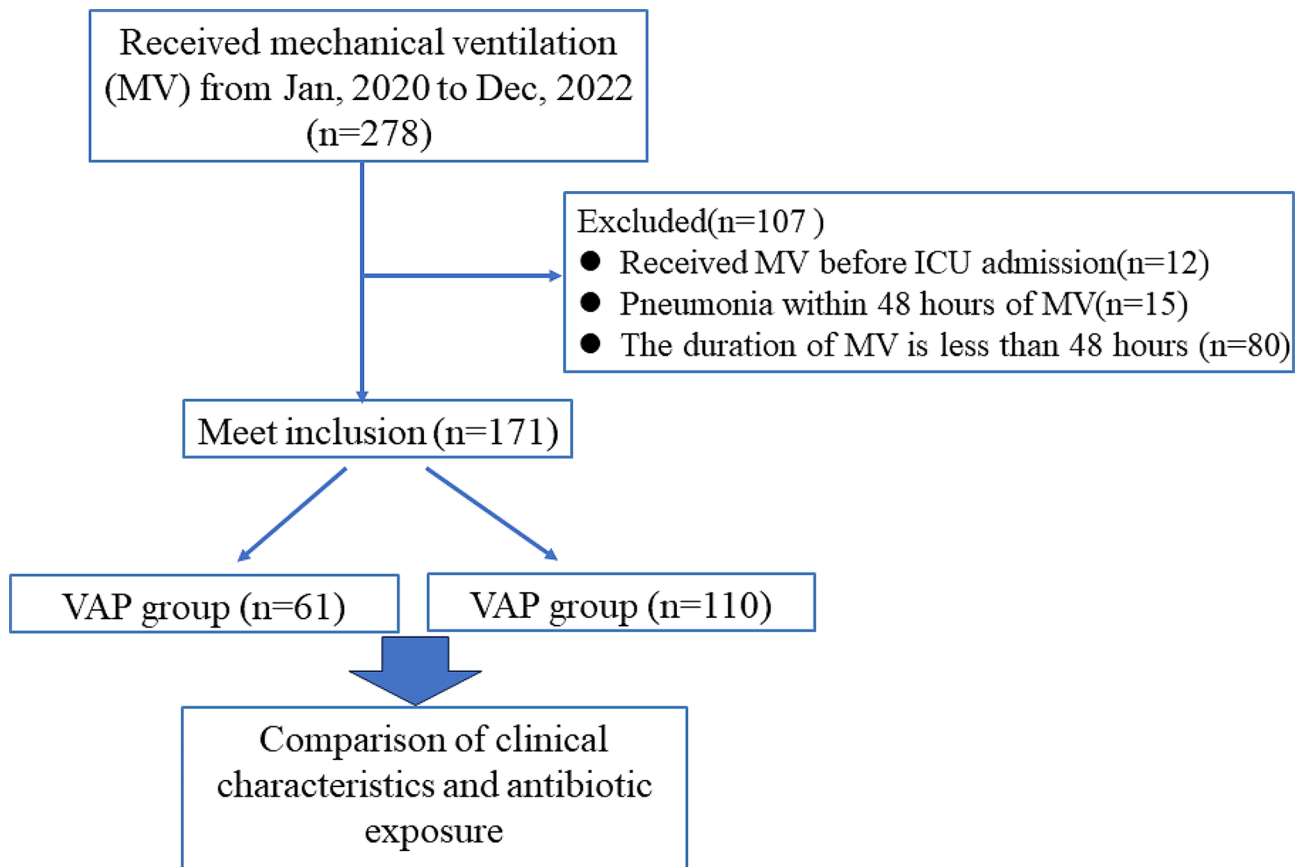 Received mechanical ventilation
(MV) from Jan, 2020 to Dec, 2022
(n=278)
Excluded(n=107 )
● Received MV before ICU admission(n=12)
● Pneumonia within 48 hours of MV(n=15)
● The duration of MV is less than 48 hours (n=80)
Meet inclusion (n=171)
VAP group (n=61)
VAP group (n=110)
Comparison of clinical
characteristics and antibiotic
exposure